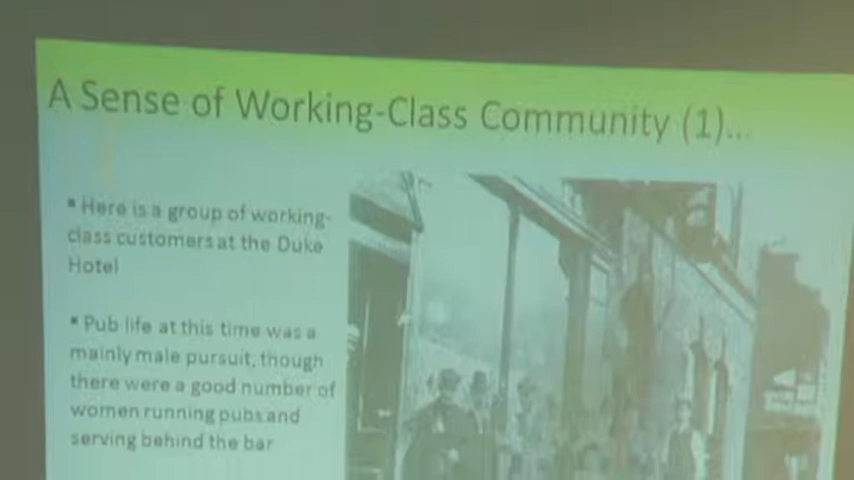 A Sense of Working-Class Community (1)...
▪ Here is a group of working-
class customers at the Duke
Hotel
▪ Pub life at this time was a
mainly male pursuit, though
there were a good number of
women running pubs and
serving behind the bar